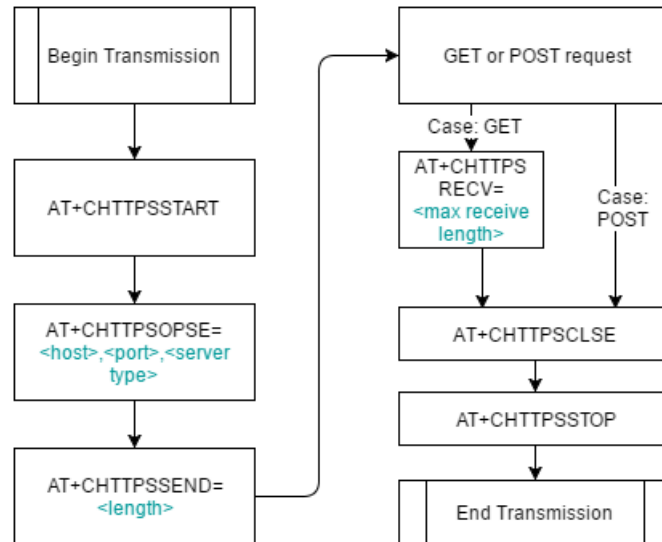 Begin Transmission
AT+CHTTPSSTART
AT+CHTTPSOPSE=
<host>,<port>,<server
type>
AT+CHTTPSSEND=
<length>
GET or POST request
Case: GET
AT+CHTTPS
RECV=
<max receive
length>
Case:
POST
AT+CHTTPSCLSE
AT+CHTTPSSTOP
End Transmission